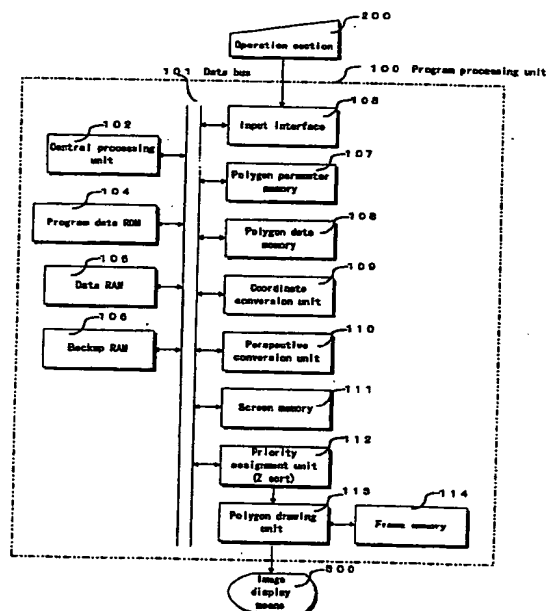 200
Operation section
101 Data bus
100 Program processing unit
103
Input interface
102
Central processing
unit
107
Polygon parameter
memory
104
Program data ROM
108
Polygon data
memory
105
Data RAM
109
Coordinate conversion
unit
106
Backup RAM
110
Perspective conversion
unit
111
Screen memory
112
Priority
assignment unit
(Z sort)
113
Polygon drawing
unit
114
Frame memory
300
Image
display
means